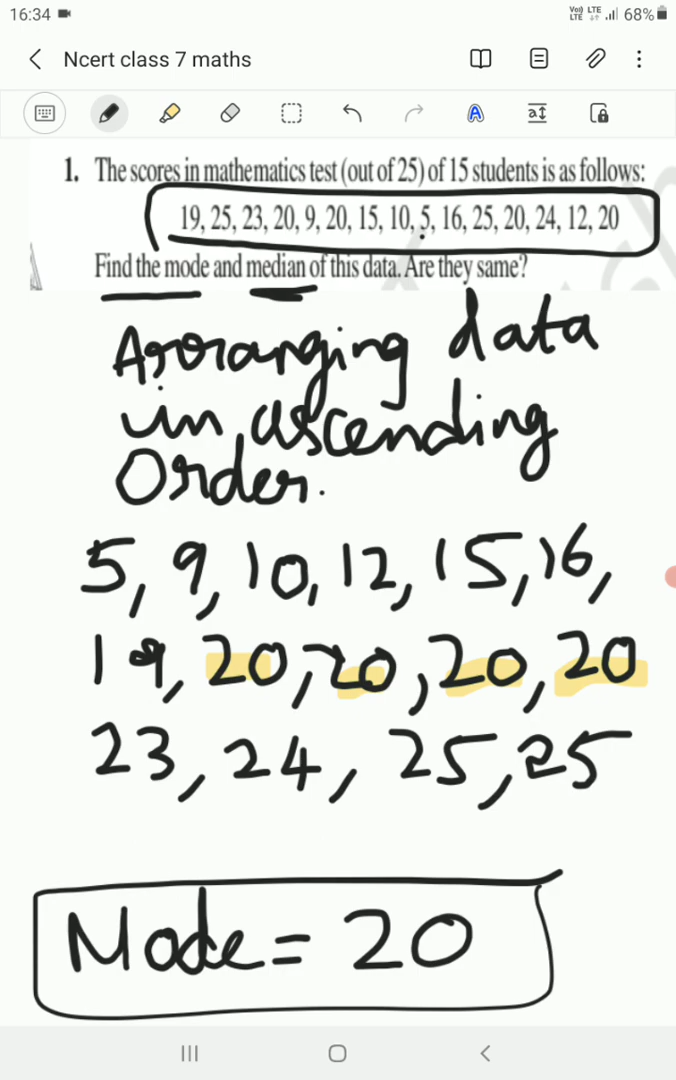 16:34 Vo) LTE LTE 68%
Ncert class 7 maths
1. The scores in mathematics test (out of 25) of 15 students is as follows:
19, 25, 23, 20, 9, 20, 15, 10, 5, 16, 25, 20, 24, 12, 20
Find the mode and median of this data. Are they same?
Arranging data
in ascending
Order.
5, 9, 10, 12, 15, 16,
19, 20, 20, 20, 20
23, 24, 25, 25
Mode = 20